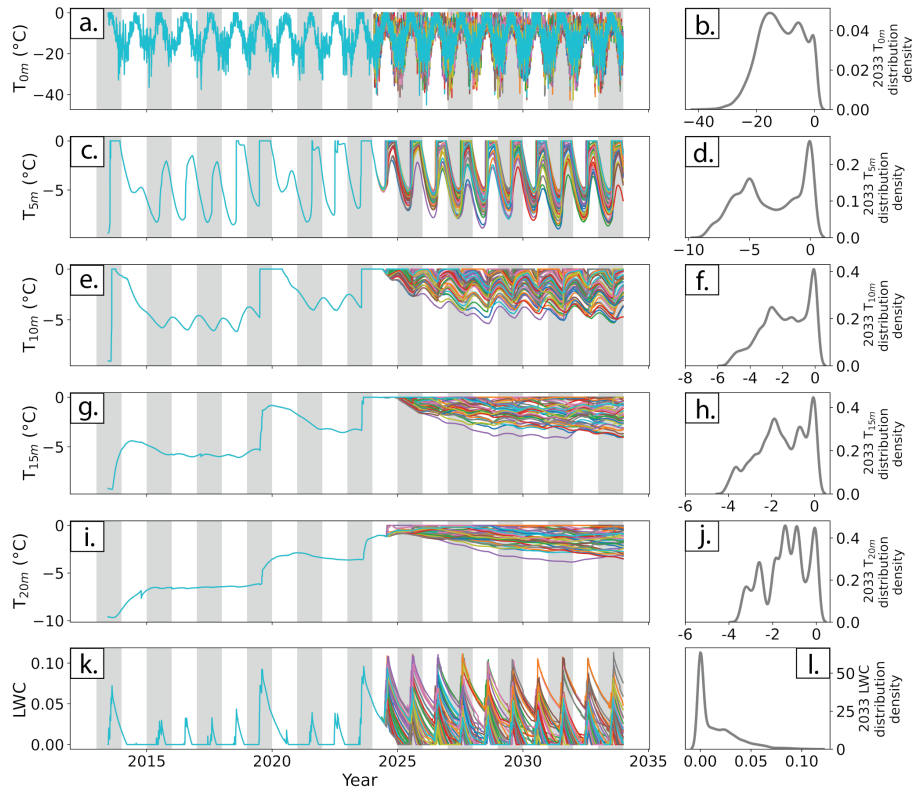 a.
T0m (°C)
0
−20
−40
b.
0.04
0.02
0.00
−40 −20 0
2033 T0m
distribution
density
c.
T5m (°C)
0
−5
d.
0.2
0.1
0.0
−10 −5 0
2033 T5m
distribution
density
e.
T10m (°C)
0
−5
f.
0.4
0.2
0.0
-8 -6 -4 -2 0
2033 T10m
distribution
density
g.
T15m (°C)
0
−5
h.
0.4
0.2
0.0
-6 -4 -2 0
2033 T15m
distribution
density
i.
T20m (°C)
0
−5
−10
j.
0.4
0.2
0.0
-6 -4 -2 0
2033 T20m
distribution
density
k.
LWC
0.10
0.05
0.00
2015 2020 2025 2030 2035
Year
l.
50
25
0
0.00 0.05 0.10
2033 LWC
distribution
density